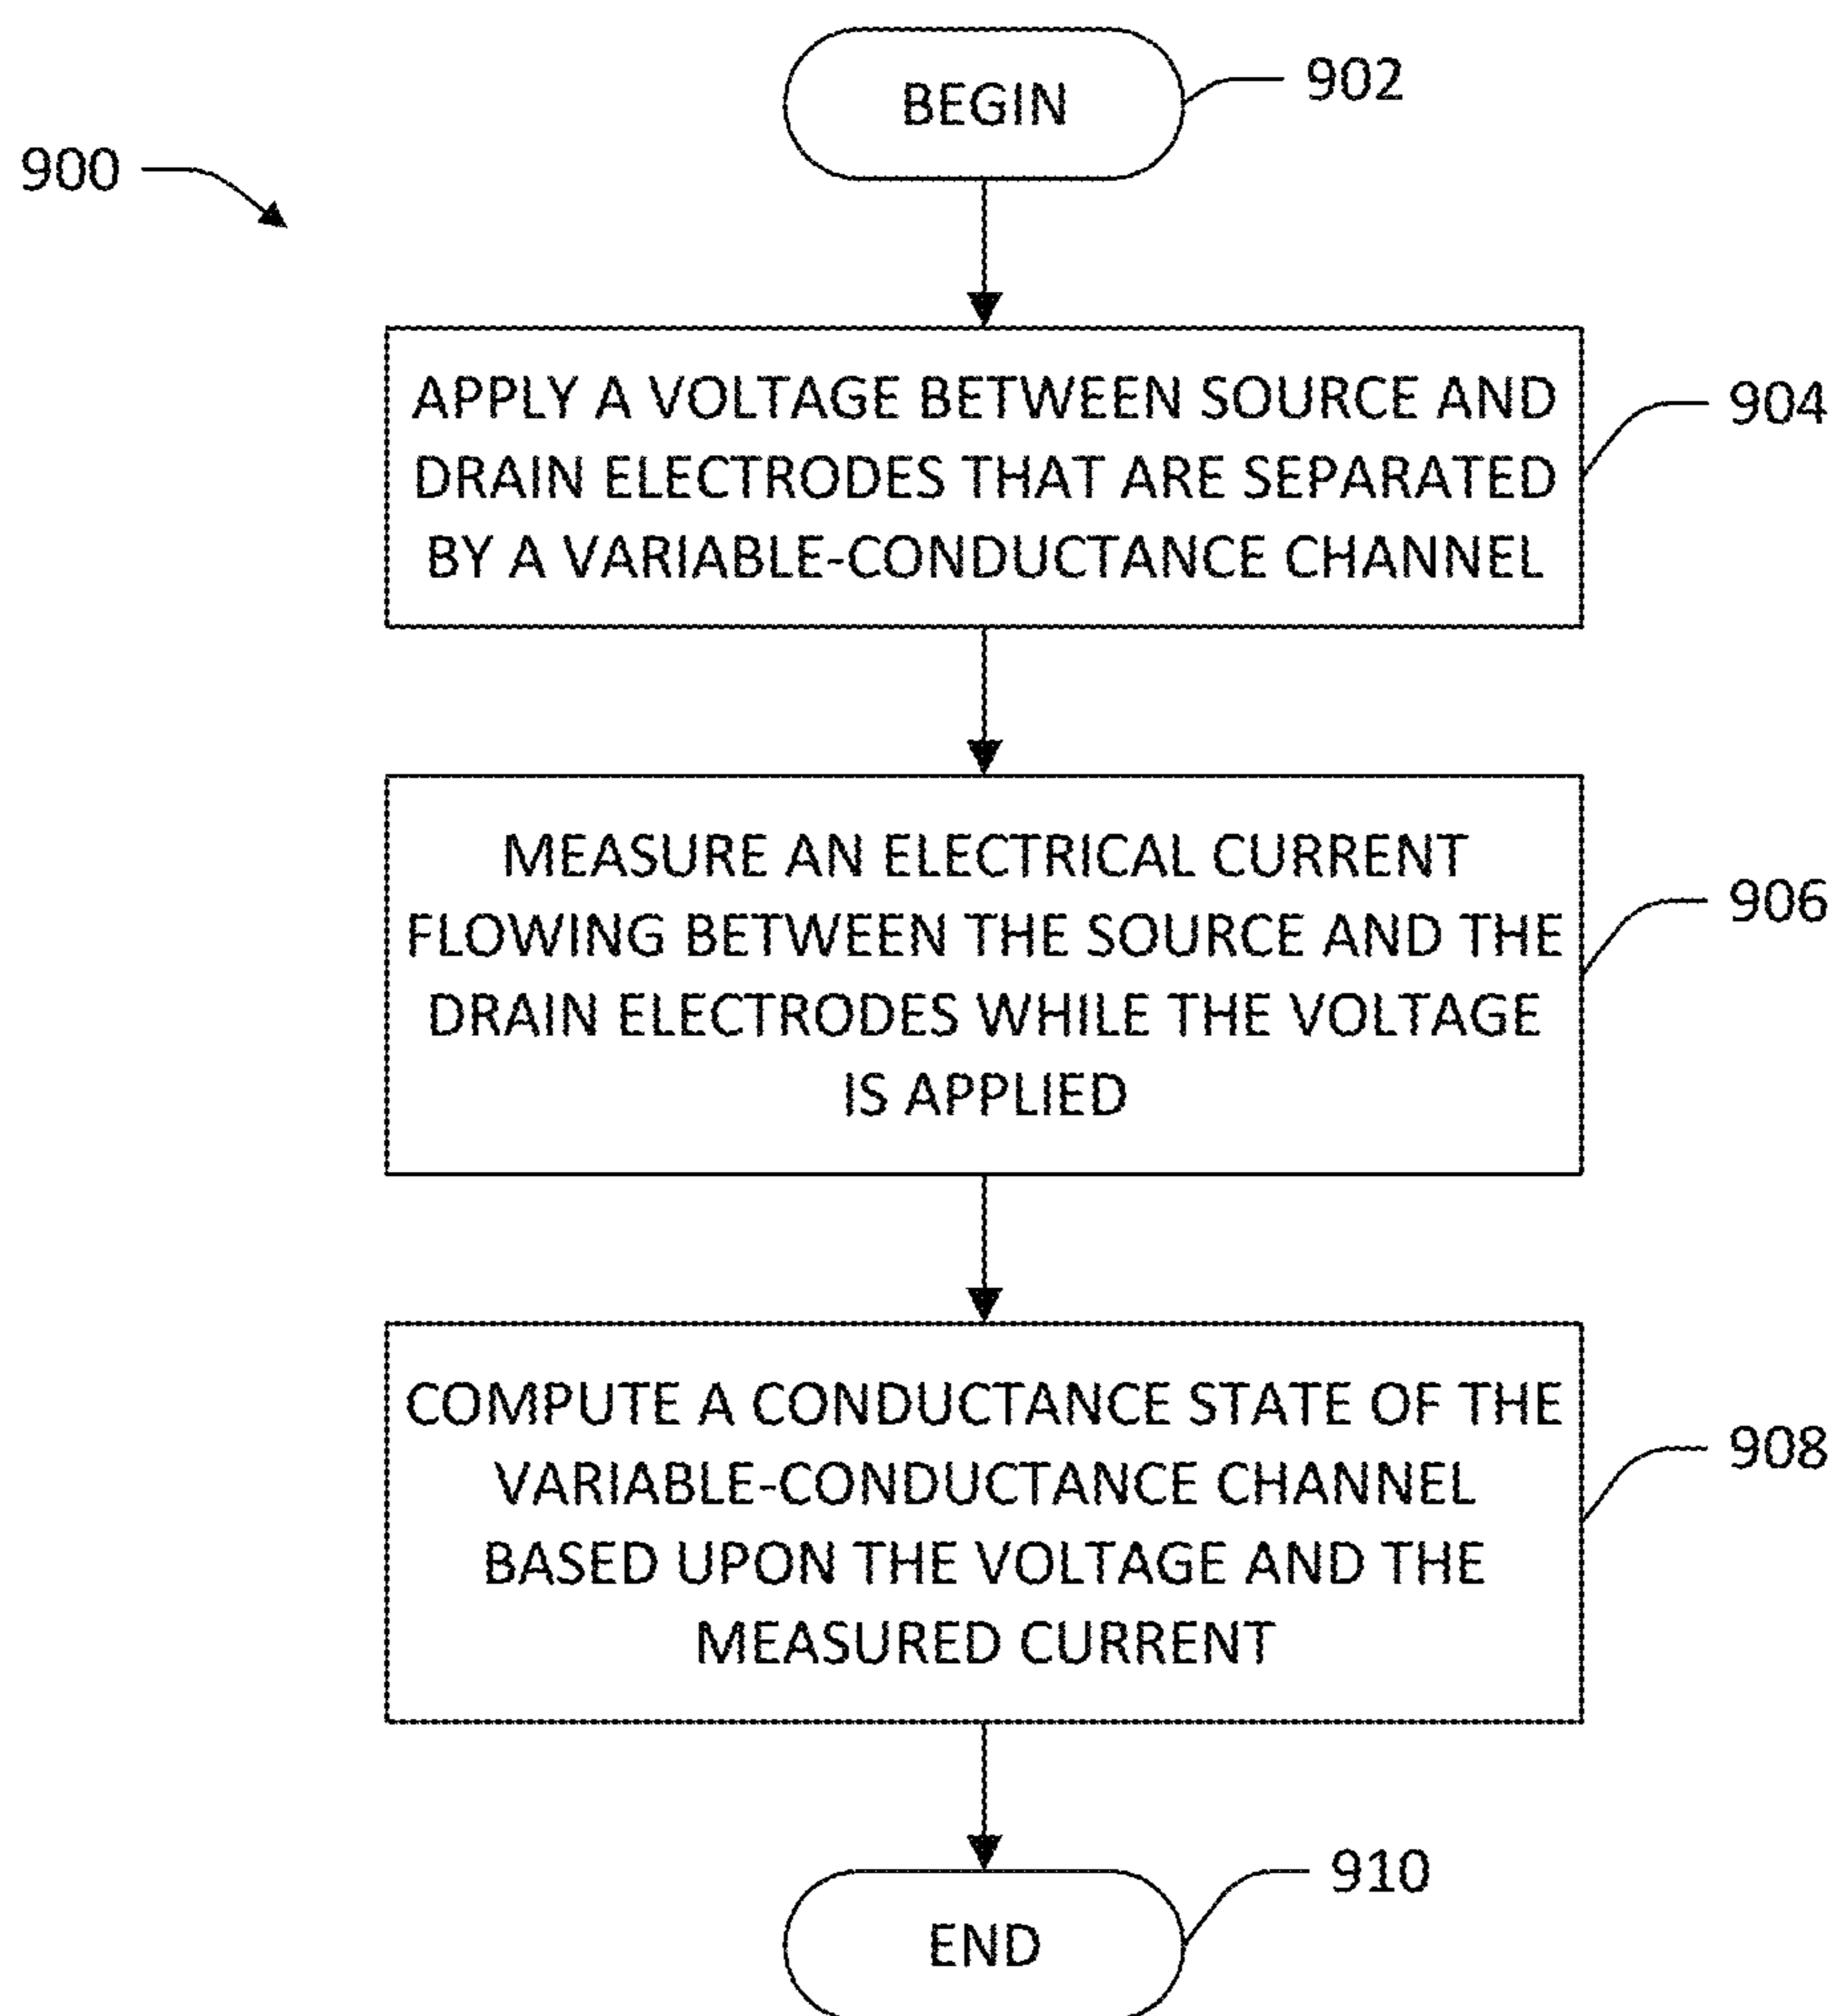 BEGIN
902
900
APPLY A VOLTAGE BETWEEN SOURCE AND
DRAIN ELECTRODES THAT ARE SEPARATED
BY A VARIABLE-CONDUCTANCE CHANNEL
904
MEASURE AN ELECTRICAL CURRENT
FLOWING BETWEEN THE SOURCE AND THE
DRAIN ELECTRODES WHILE THE VOLTAGE
IS APPLIED
906
COMPUTE A CONDUCTANCE STATE OF THE
VARIABLE-CONDUCTANCE CHANNEL
BASED UPON THE VOLTAGE AND THE
MEASURED CURRENT
908
910
END